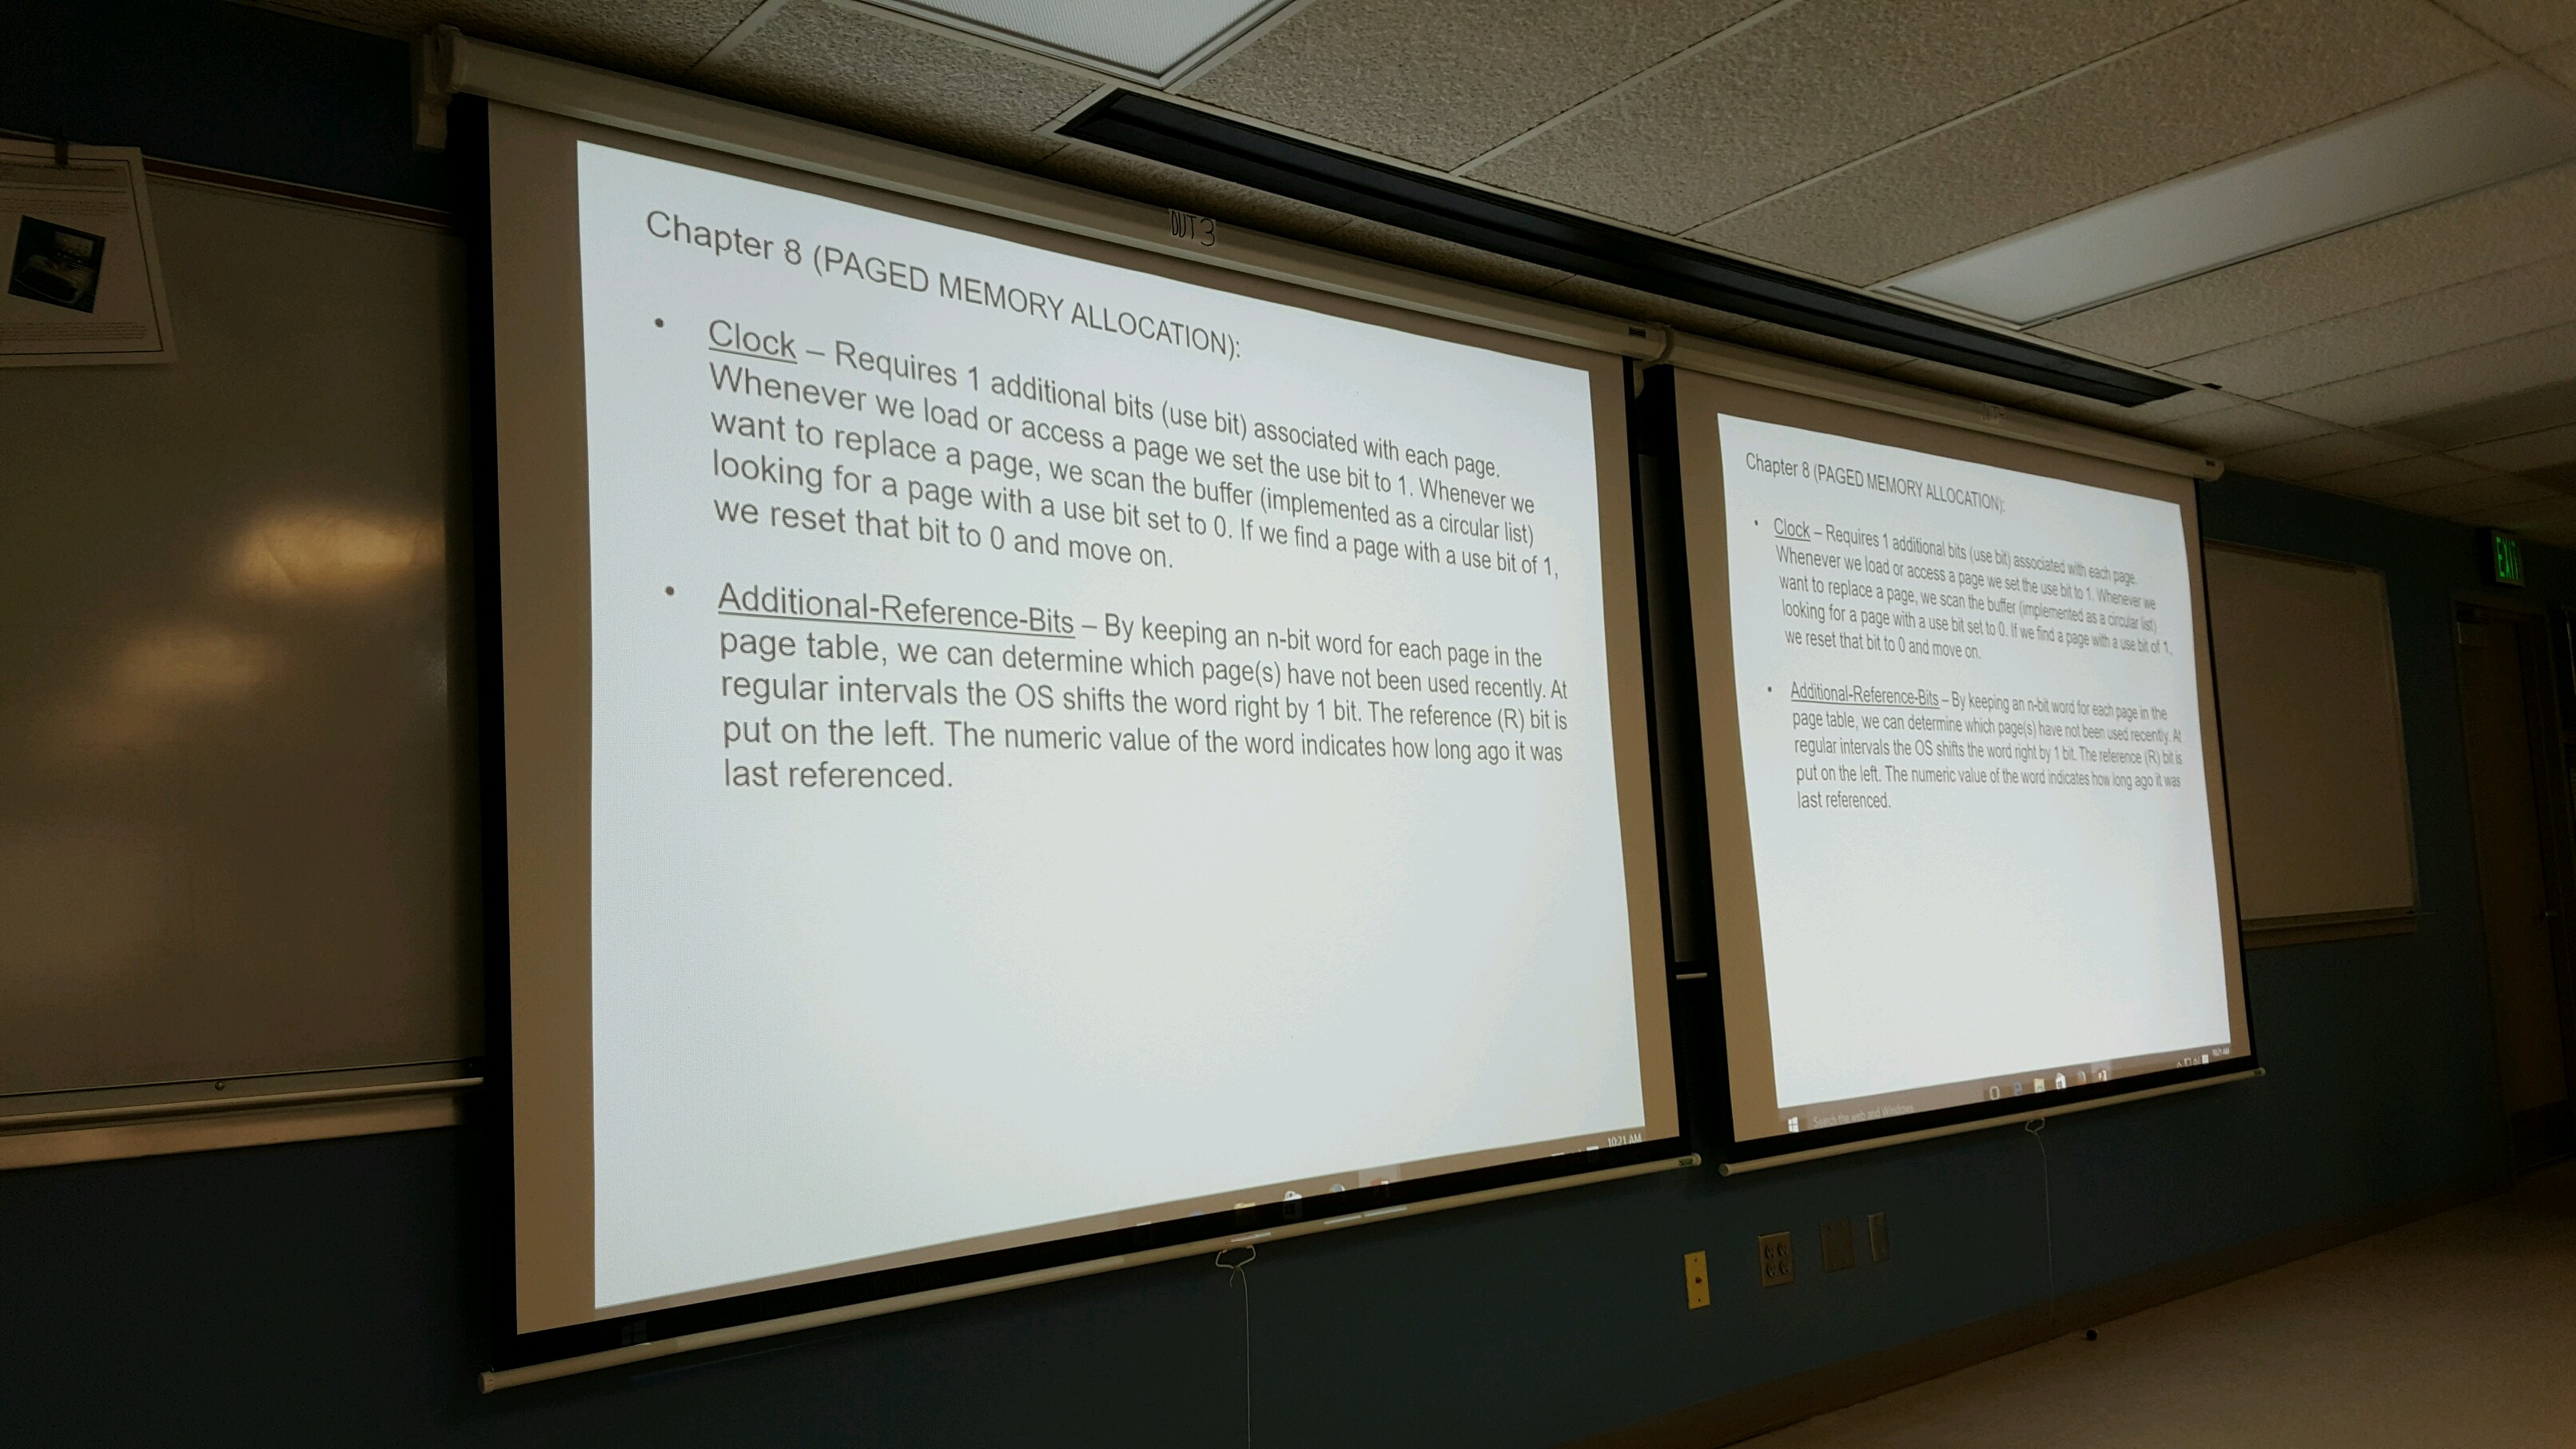 OUT3
Chapter 8 (PAGED MEMORY ALLOCATION):
• Clock – Requires 1 additional bits (use bit) associated with each page.
Whenever we load or access a page we set the use bit to 1. Whenever we
want to replace a page, we scan the buffer (implemented as a circular list)
looking for a page with a use bit set to 0. If we find a page with a use bit of 1,
we reset that bit to 0 and move on.
• Additional-Reference-Bits – By keeping an n-bit word for each page in the
page table, we can determine which page(s) have not been used recently. At
regular intervals the OS shifts the word right by 1 bit. The reference (R) bit is
put on the left. The numeric value of the word indicates how long ago it was
last referenced.
10:21 AM
Chapter 8 (PAGED MEMORY ALLOCATION):
• Clock – Requires 1 additional bits (use bit) associated with each page.
Whenever we load or access a page we set the use bit to 1. Whenever we
want to replace a page, we scan the buffer (implemented as a circular list)
looking for a page with a use bit set to 0. If we find a page with a use bit of 1,
we reset that bit to 0 and move on.
• Additional-Reference-Bits – By keeping an n-bit word for each page in the
page table, we can determine which page(s) have not been used recently. At
regular intervals the OS shifts the word right by 1 bit. The reference (R) bit is
put on the left. The numeric value of the word indicates how long ago it was
last referenced.
Search the web and Windows
10:21 AM
EXIT